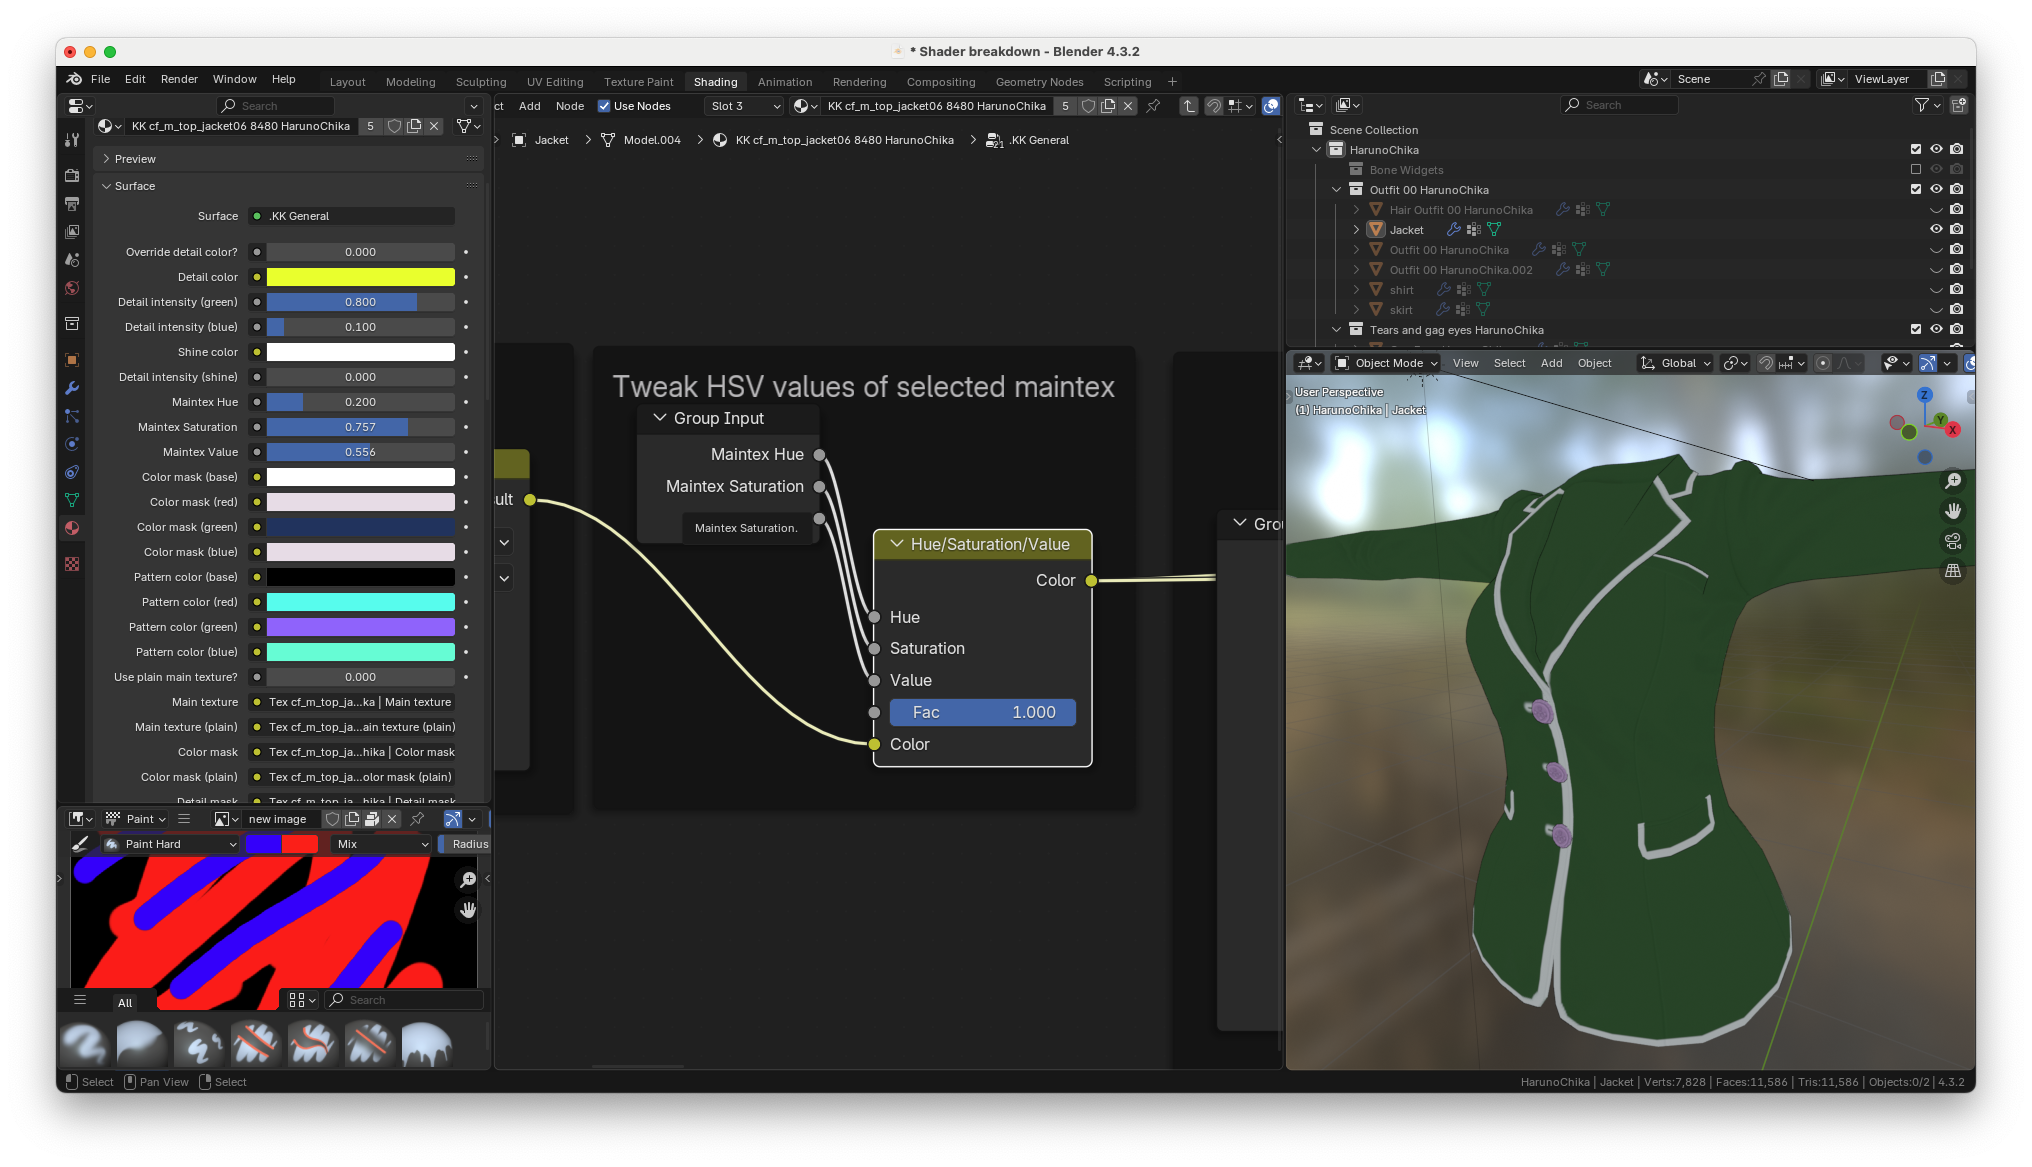 * Shader breakdown - Blender 4.3.2
File Edit Render Window Help
Layout Modeling Sculpting UV Editing Texture Paint Shading Animation Rendering Compositing Geometry Nodes Scripting +
Scene
ViewLayer
Search
KK cf_m_top_jacket06 8480 HarunoChika 5
Preview
Surface
Surface .KK General
Override detail color? 0.000
Detail color
Detail intensity (green) 0.800
Detail intensity (blue) 0.100
Shine color
Detail intensity (shine) 0.000
Maintex Hue 0.200
Maintex Saturation 0.757
Maintex Value 0.556
Color mask (base)
Color mask (red)
Color mask (green)
Color mask (blue)
Pattern color (base)
Pattern color (red)
Pattern color (green)
Pattern color (blue)
Use plain main texture? 0.000
Main texture Tex cf_m_top_ja...ka | Main texture
Main texture (plain) Tex cf_m_top_ja...ain texture (plain)
Color mask Tex cf_m_top_ja...hika | Color mask
Color mask (plain) Tex cf_m_top_ja...olor mask (plain)
Detail mask Tex cf_m_top_ja...hika | Detail mask
Paint new image
Paint Hard Mix Radius
All Search
ct Add Node Use Nodes Slot 3 KK cf_m_top_jacket06 8480 HarunoChika 5
Jacket Model.004 KK cf_m_top_jacket06 8480 HarunoChika .KK General
Tweak HSV values of selected maintex
Group Input
Maintex Hue
Maintex Saturation
Maintex Saturation.
ult
Hue/Saturation/Value
Color
Hue
Saturation
Value
Fac 1.000
Color
Gro
Search
Scene Collection
HarunoChika
Bone Widgets
Outfit 00 HarunoChika
Hair Outfit 00 HarunoChika
Jacket
Outfit 00 HarunoChika
Outfit 00 HarunoChika.002
shirt
skirt
Tears and gag eyes HarunoChika
Object Mode View Select Add Object Global
User Perspective
(1) HarunoChika | Jacket
Z
Y
X
Select Pan View Select
HarunoChika | Jacket | Verts:7,828 | Faces:11,586 | Tris:11,586 | Objects:0/2 | 4.3.2